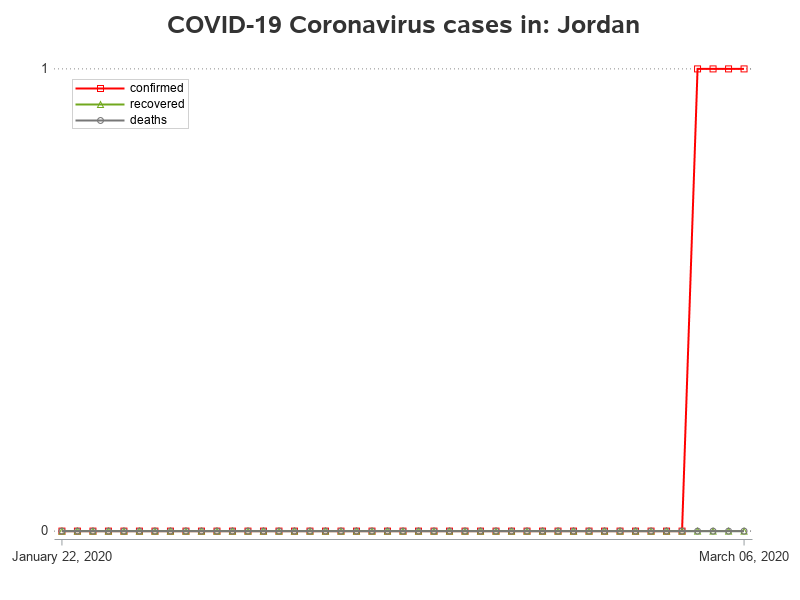 COVID-19 Coronavirus cases in: Jordan
1
confirmed
recovered
deaths
0
January 22, 2020
March 06, 2020